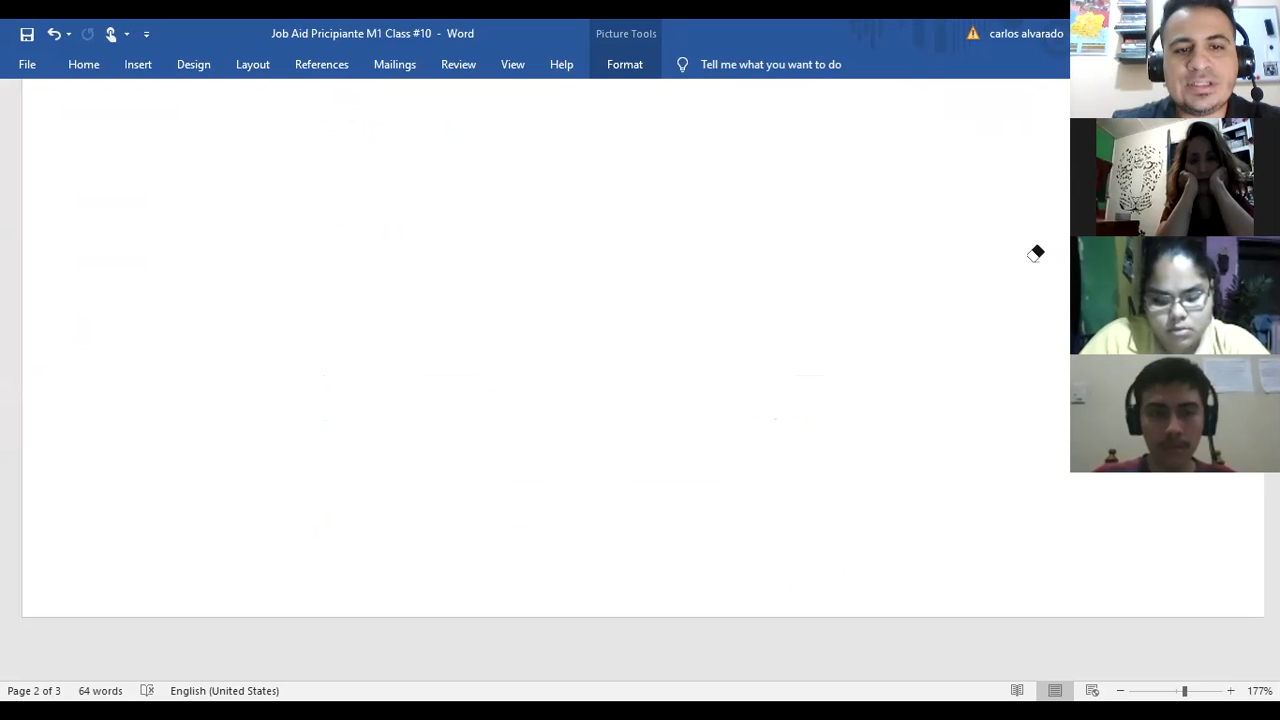 Job Aid Pricipiante M1 Class #10 - Word
Picture Tools
carlos alvarado
File
Home
Insert
Design
Layout
References
Mailings
Review
View
Help
Format
Tell me what you want to do
Page 2 of 3
64 words
English (United States)
177%